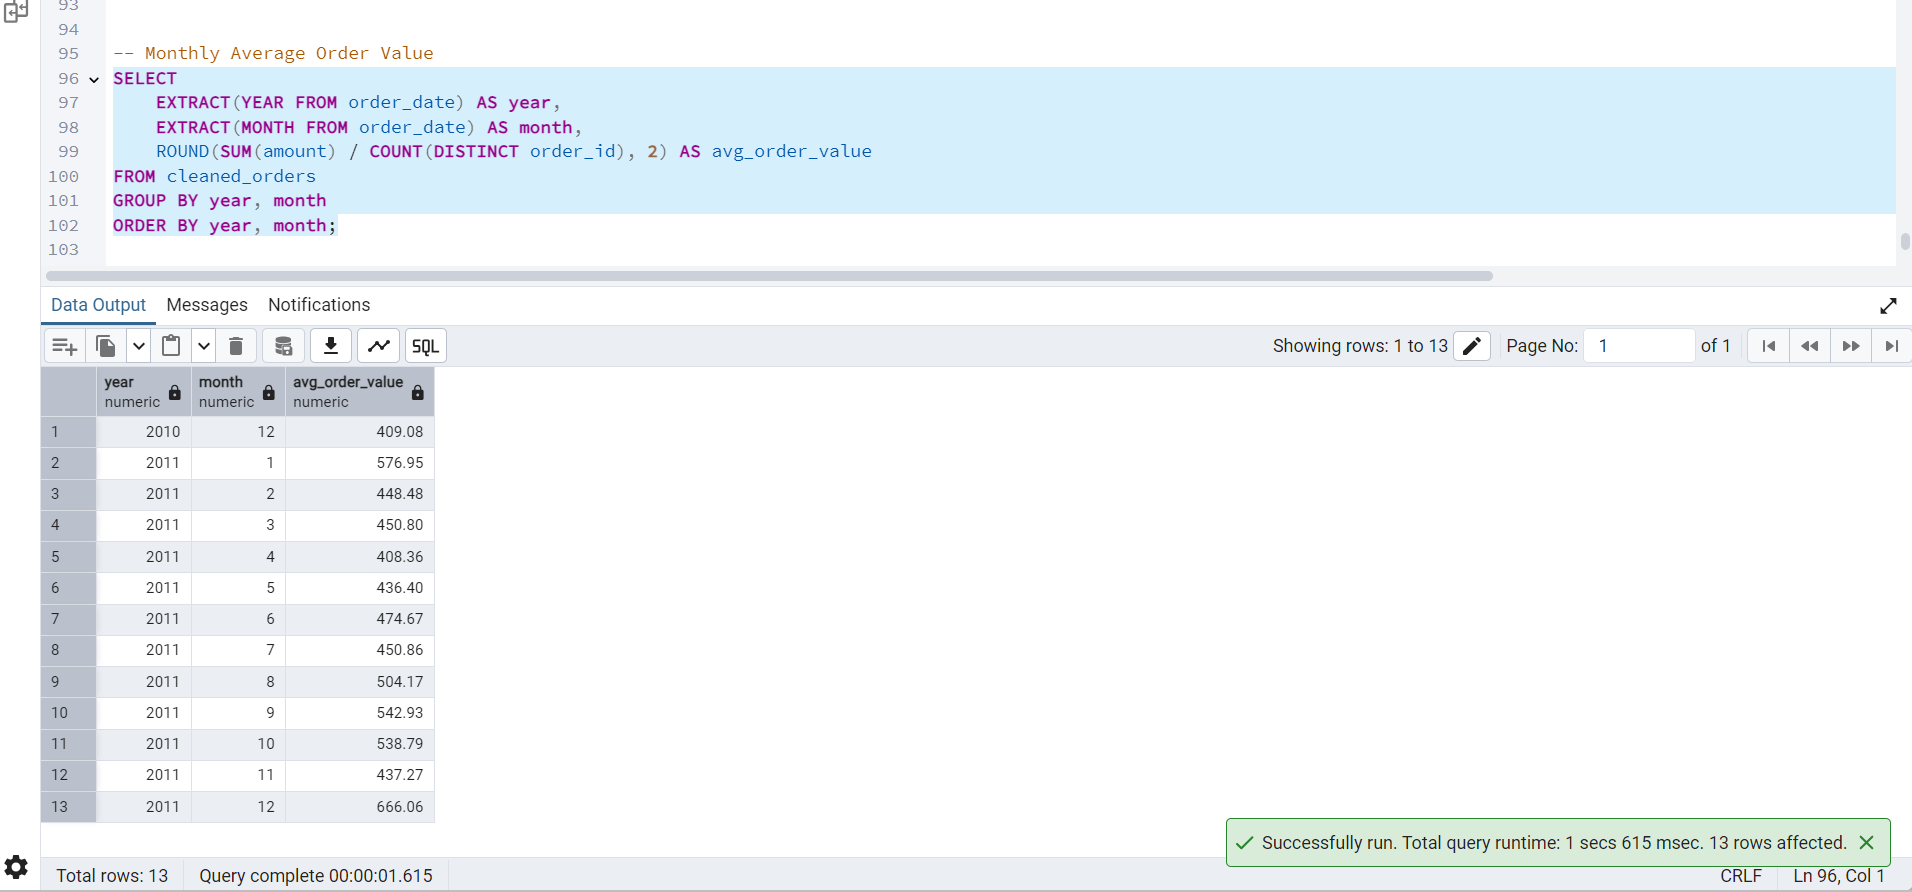 93
94
95 -- Monthly Average Order Value
96 SELECT
97 EXTRACT(YEAR FROM order_date) AS year,
98 EXTRACT(MONTH FROM order_date) AS month,
99 ROUND(SUM(amount) / COUNT(DISTINCT order_id), 2) AS avg_order_value
100 FROM cleaned_orders
101 GROUP BY year, month
102 ORDER BY year, month;
103
Data Output Messages Notifications
SQL Showing rows: 1 to 13 Page No: 1 of 1
year month avg_order_value
numeric numeric numeric
1 2010 12 409.08
2 2011 1 576.95
3 2011 2 448.48
4 2011 3 450.80
5 2011 4 408.36
6 2011 5 436.40
7 2011 6 474.67
8 2011 7 450.86
9 2011 8 504.17
10 2011 9 542.93
11 2011 10 538.79
12 2011 11 437.27
13 2011 12 666.06
Successfully run. Total query runtime: 1 secs 615 msec. 13 rows affected.
Total rows: 13 Query complete 00:00:01.615 CRLF Ln 96, Col 1